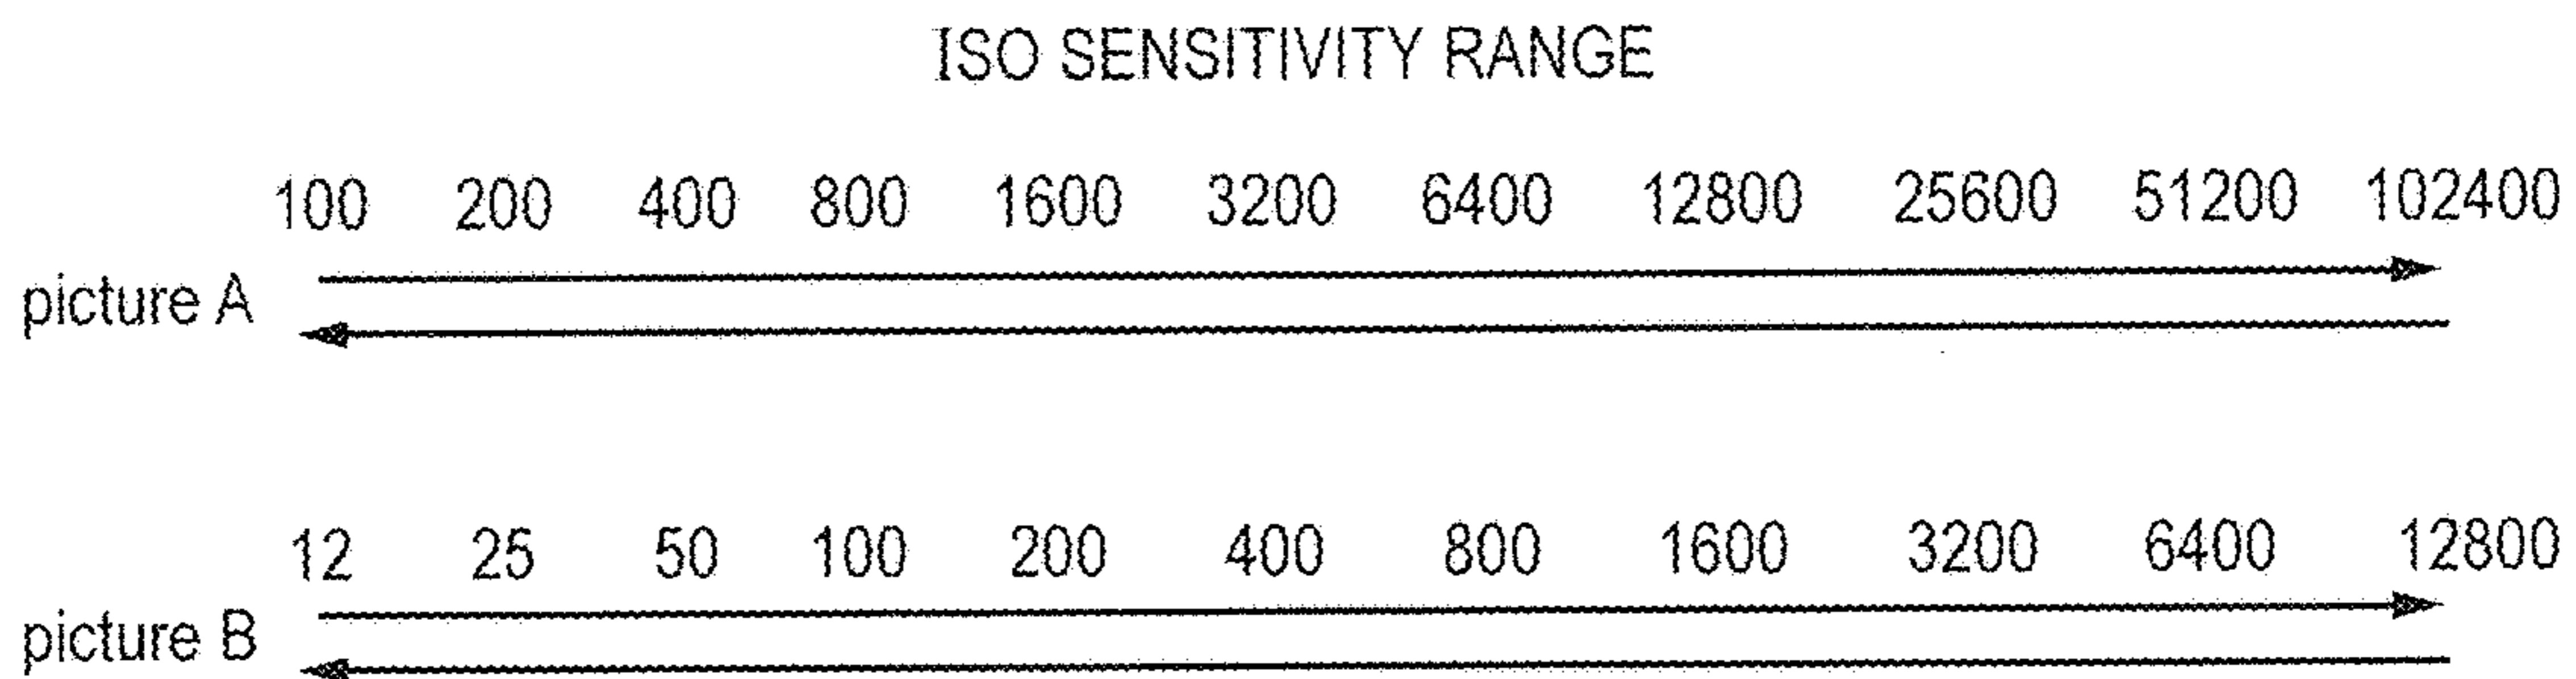 ISO SENSITIVITY RANGE
100 200 400 800 1600 3200 6400 12800 25600 51200 102400
picture A
12 25 50 100 200 400 800 1600 3200 6400 12800
picture B